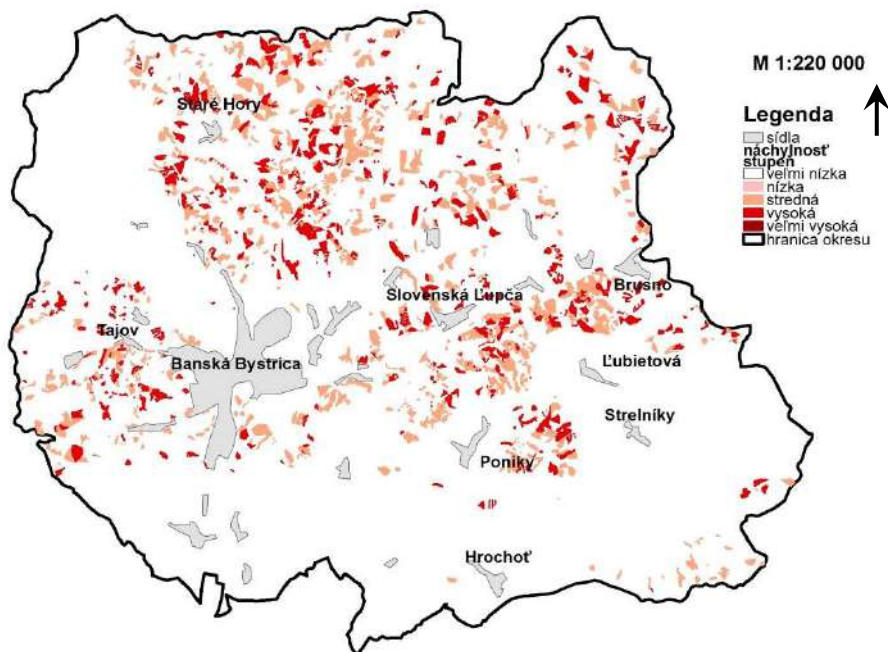 M 1:220 000
Legenda
sídla
náchylnosť
stupeň
veľmi nízka
nízka
stredná
vysoká
veľmi vysoká
hranica okresu
Staré Hory
Slovenská Ľupča
Brusno
Tajov
Banská Bystrica
Ľubietová
Strelníky
Poniky
Hrochoť